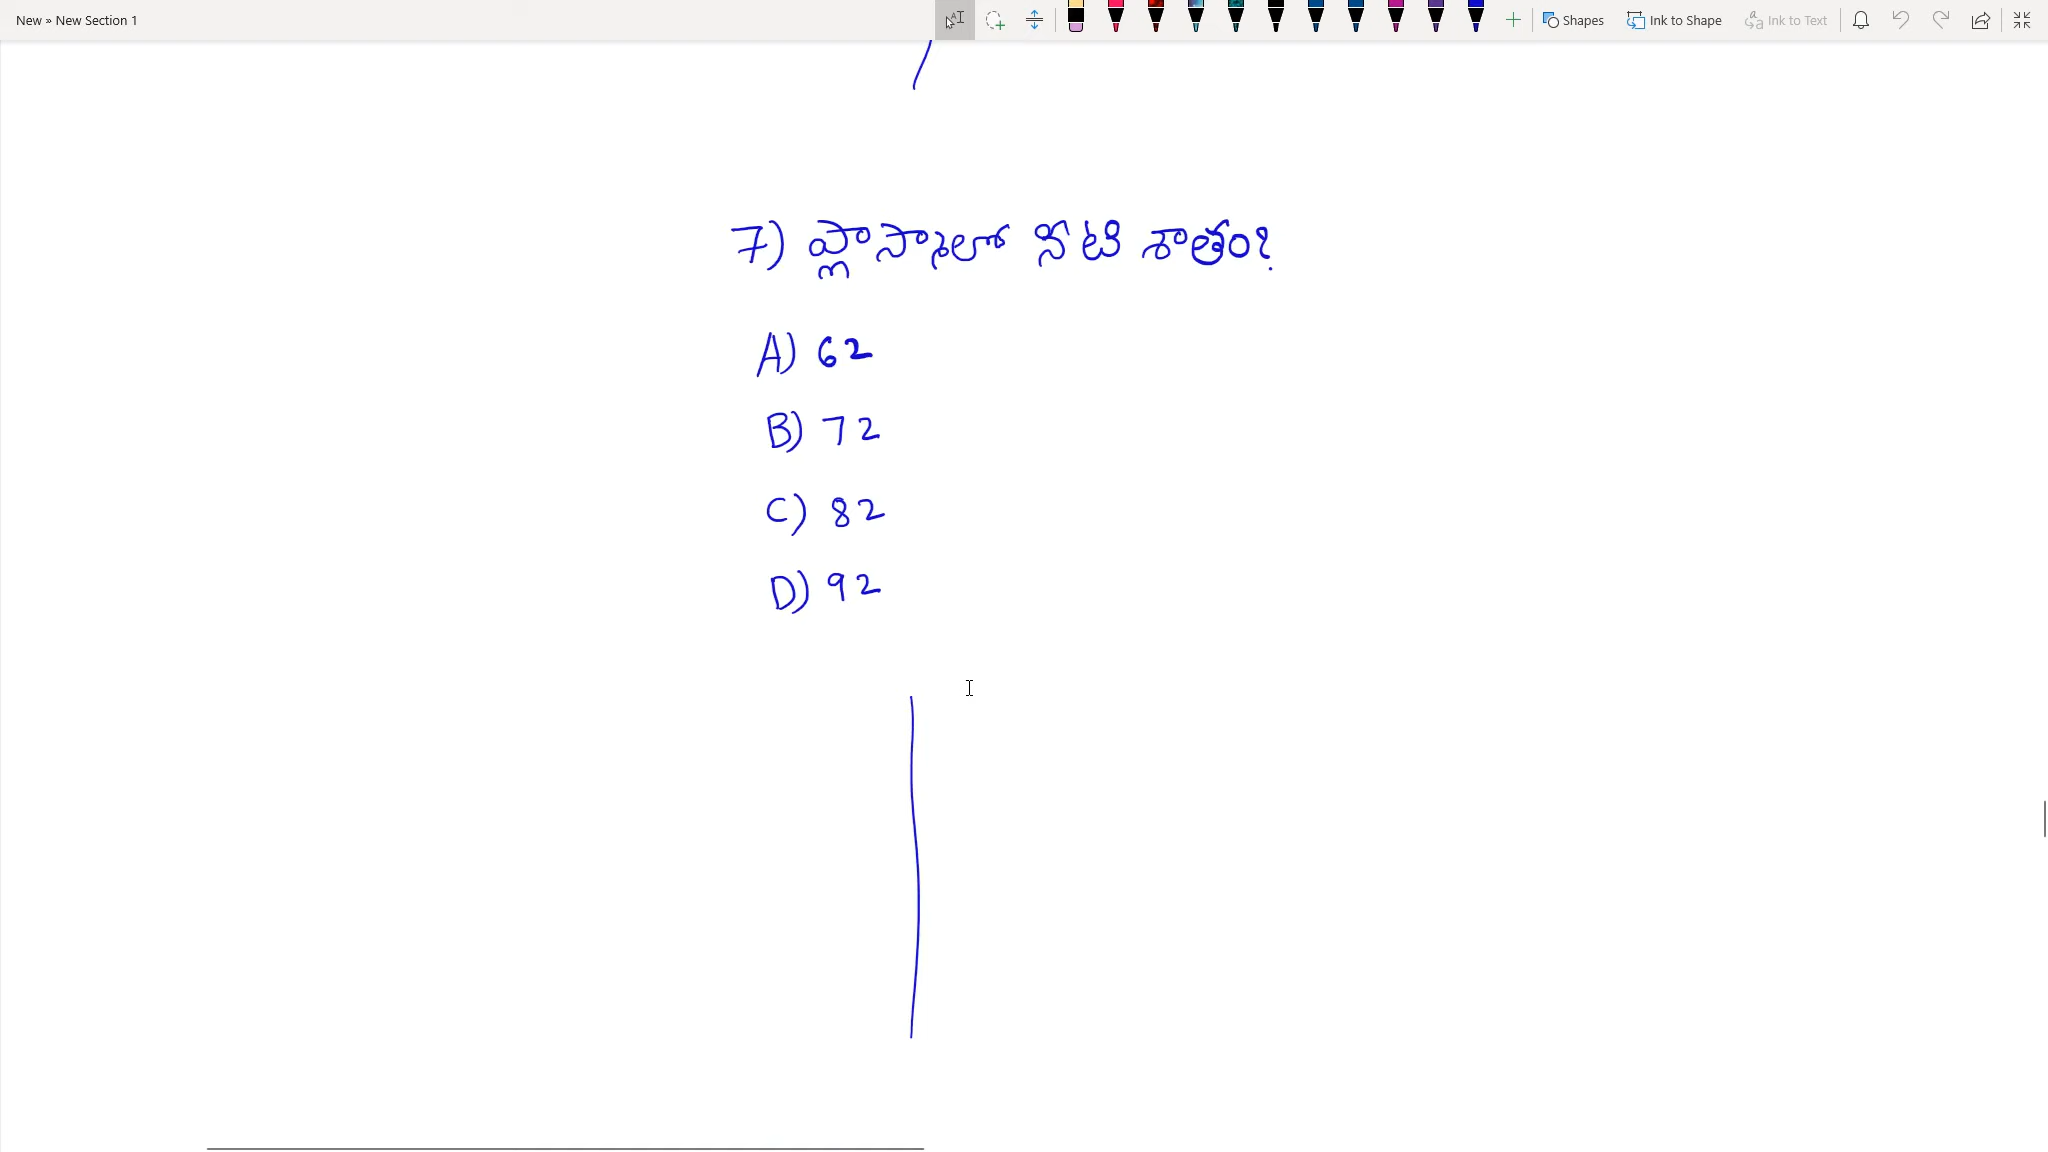 New » New Section 1
Shapes
Ink to Shape
Ink to Text
7) ప్లాస్మాలో నీటి శాతం?
A) 62
B) 72
C) 82
D) 92